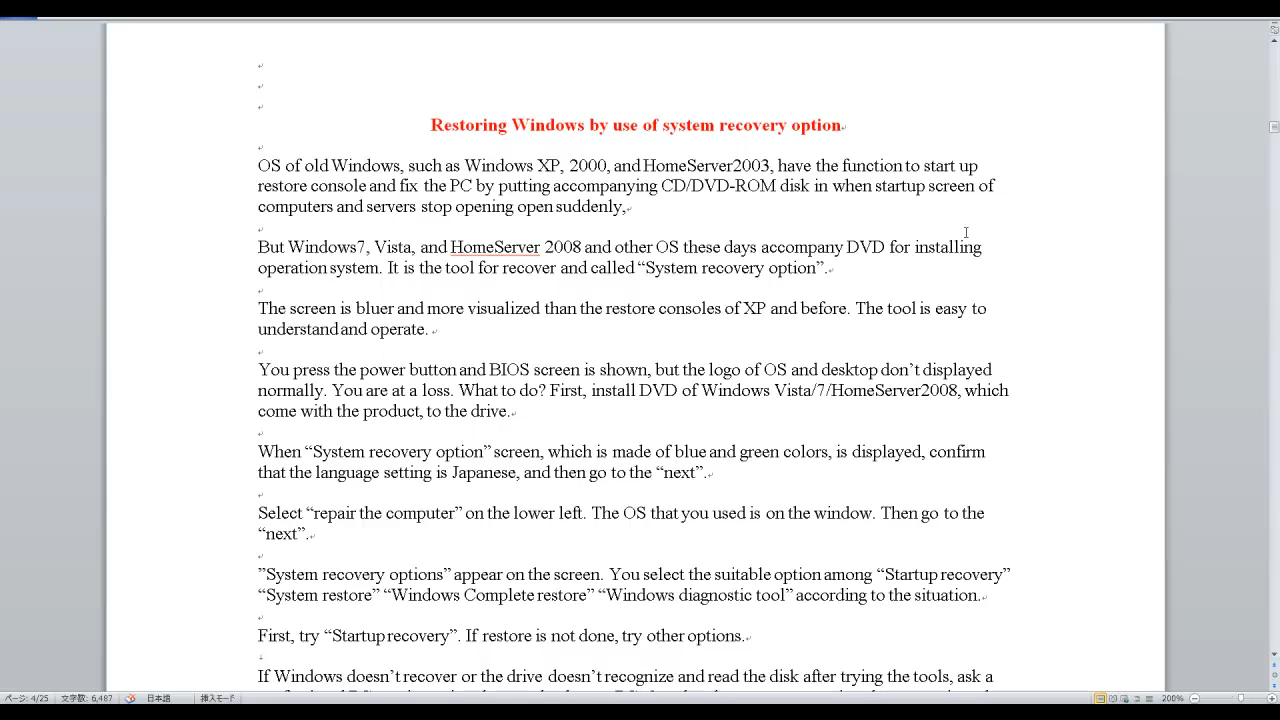 Restoring Windows by use of system recovery option
OS of old Windows, such as Windows XP, 2000, and HomeServer2003, have the function to start up
restore console and fix the PC by putting accompanying CD/DVD-ROM disk in when startup screen of
computers and servers stop opening open suddenly,
But Windows7, Vista, and HomeServer 2008 and other OS these days accompany DVD for installing
operation system. It is the tool for recover and called “System recovery option”.
The screen is bluer and more visualized than the restore consoles of XP and before. The tool is easy to
understand and operate.
You press the power button and BIOS screen is shown, but the logo of OS and desktop don’t displayed
normally. You are at a loss. What to do? First, install DVD of Windows Vista/7/HomeServer2008, which
come with the product, to the drive.
When “System recovery option” screen, which is made of blue and green colors, is displayed, confirm
that the language setting is Japanese, and then go to the “next”.
Select “repair the computer” on the lower left. The OS that you used is on the window. Then go to the
“next”.
”System recovery options” appear on the screen. You select the suitable option among “Startup recovery”
“System restore” “Windows Complete restore” “Windows diagnostic tool” according to the situation.
First, try “Startup recovery”. If restore is not done, try other options.
If Windows doesn’t recover or the drive doesn’t recognize and read the disk after trying the tools, ask a
ページ: 4/25 文字数: 6,487 日本語 挿入モード 200%